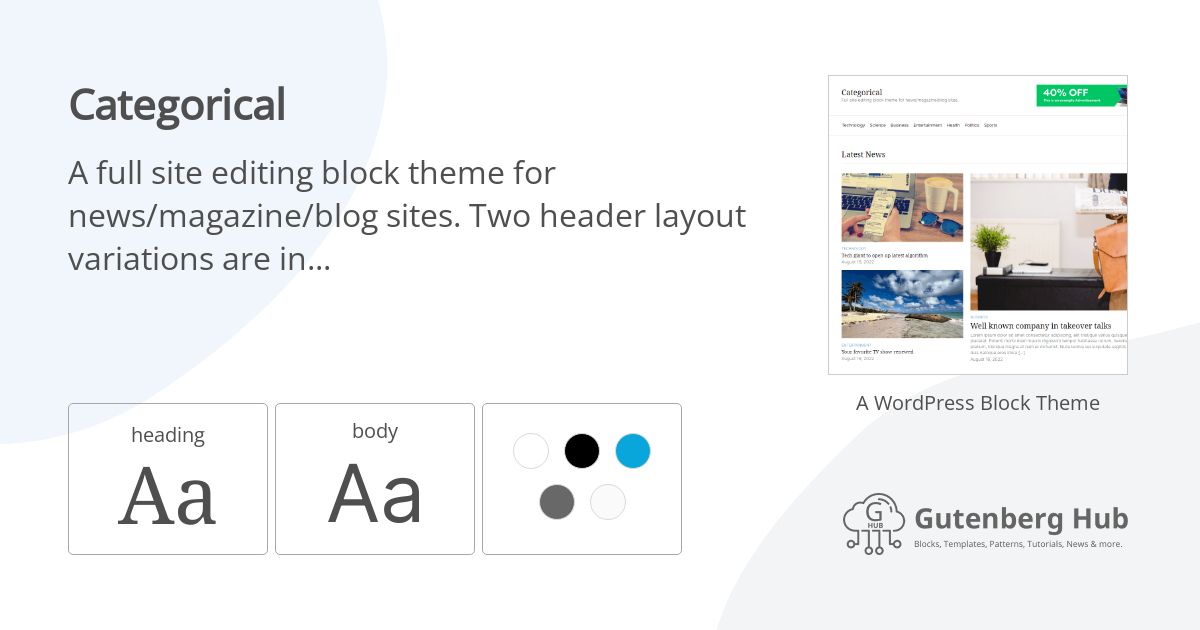 Categorical
A full site editing block theme for
news/magazine/blog sites. Two header layout
variations are in...
heading
Aa
body
Aa
Categorical
Full site editing block theme for news/magazine/blog sites.
40% OFF
This is an example Advertisement
Technology Science Business Entertainment Health Politics Sports
Latest News
TECHNOLOGY
Tech giant to open up latest algorithm
August 19, 2022
ENTERTAINMENT
Your favorite TV show renewed
August 19, 2022
BUSINESS
Well known company in takeover talks
August 19, 2022
A WordPress Block Theme
G
HUB
Gutenberg Hub
Blocks, Templates, Patterns, Tutorials, News & more.